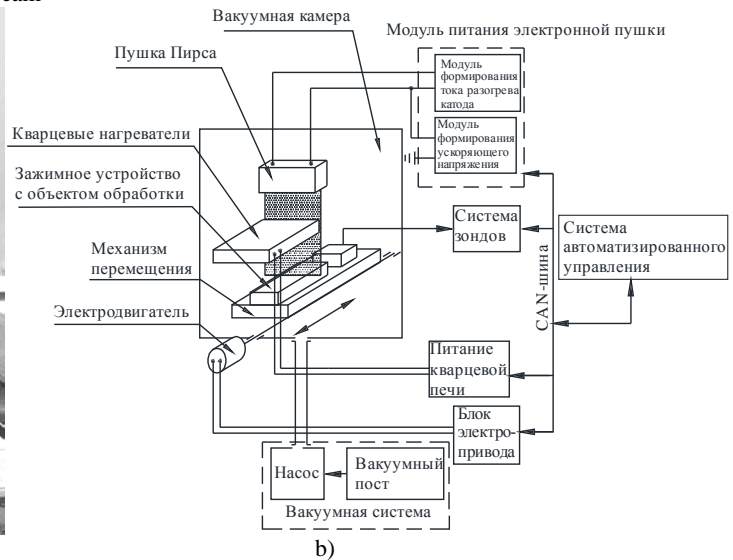 Вакуумная камера
Модуль питания электронной пушки
Пушка Пирса
Модуль
формирования
тока разогрева
катода
Кварцевые нагреватели
Модуль
формирования
ускоряющего
напряжения
Зажимное устройство
с объектом обработки
Система
зондов
Система
автоматизированного
управления
Механизм
перемещения
CAN-шина
Электродвигатель
Питание
кварцевой
печи
Блок
электро-
привода
Насос
Вакуумный
пост
Вакуумная система
b)